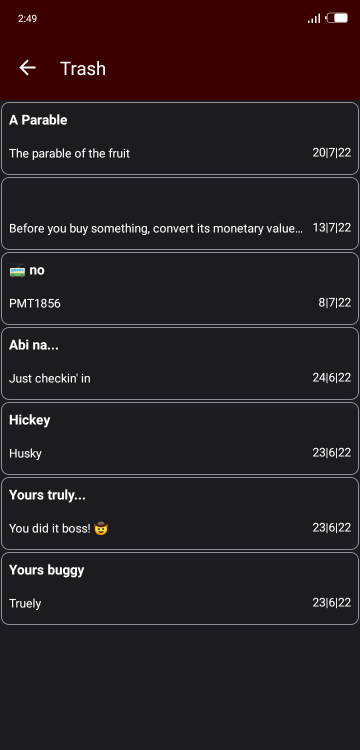 2:49
Trash
A Parable
The parable of the fruit 20|7|22
Before you buy something, convert its monetary value... 13|7|22
🚃 no
PMT1856 8|7|22
Abi na...
Just checkin' in 24|6|22
Hickey
Husky 23|6|22
Yours truly...
You did it boss! 🤠 23|6|22
Yours buggy
Truely 23|6|22